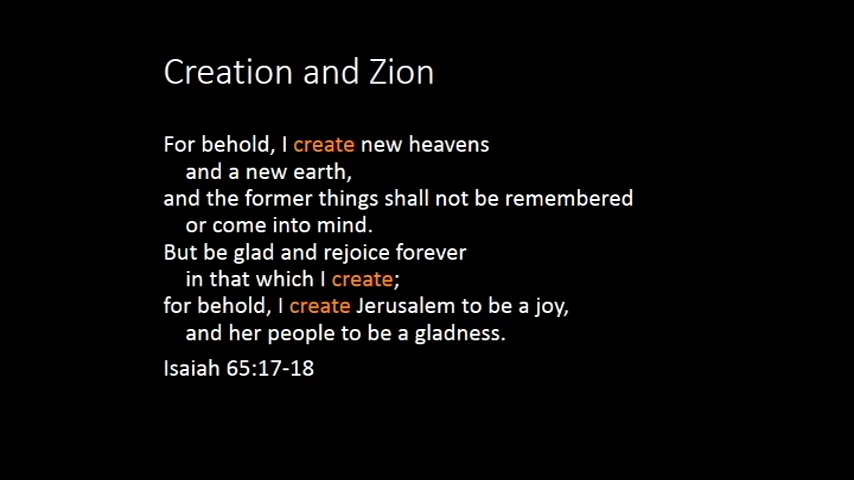 Creation and Zion
For behold, I create new heavens
and a new earth,
and the former things shall not be remembered
or come into mind.
But be glad and rejoice forever
in that which I create;
for behold, I create Jerusalem to be a joy,
and her people to be a gladness.
Isaiah 65:17-18